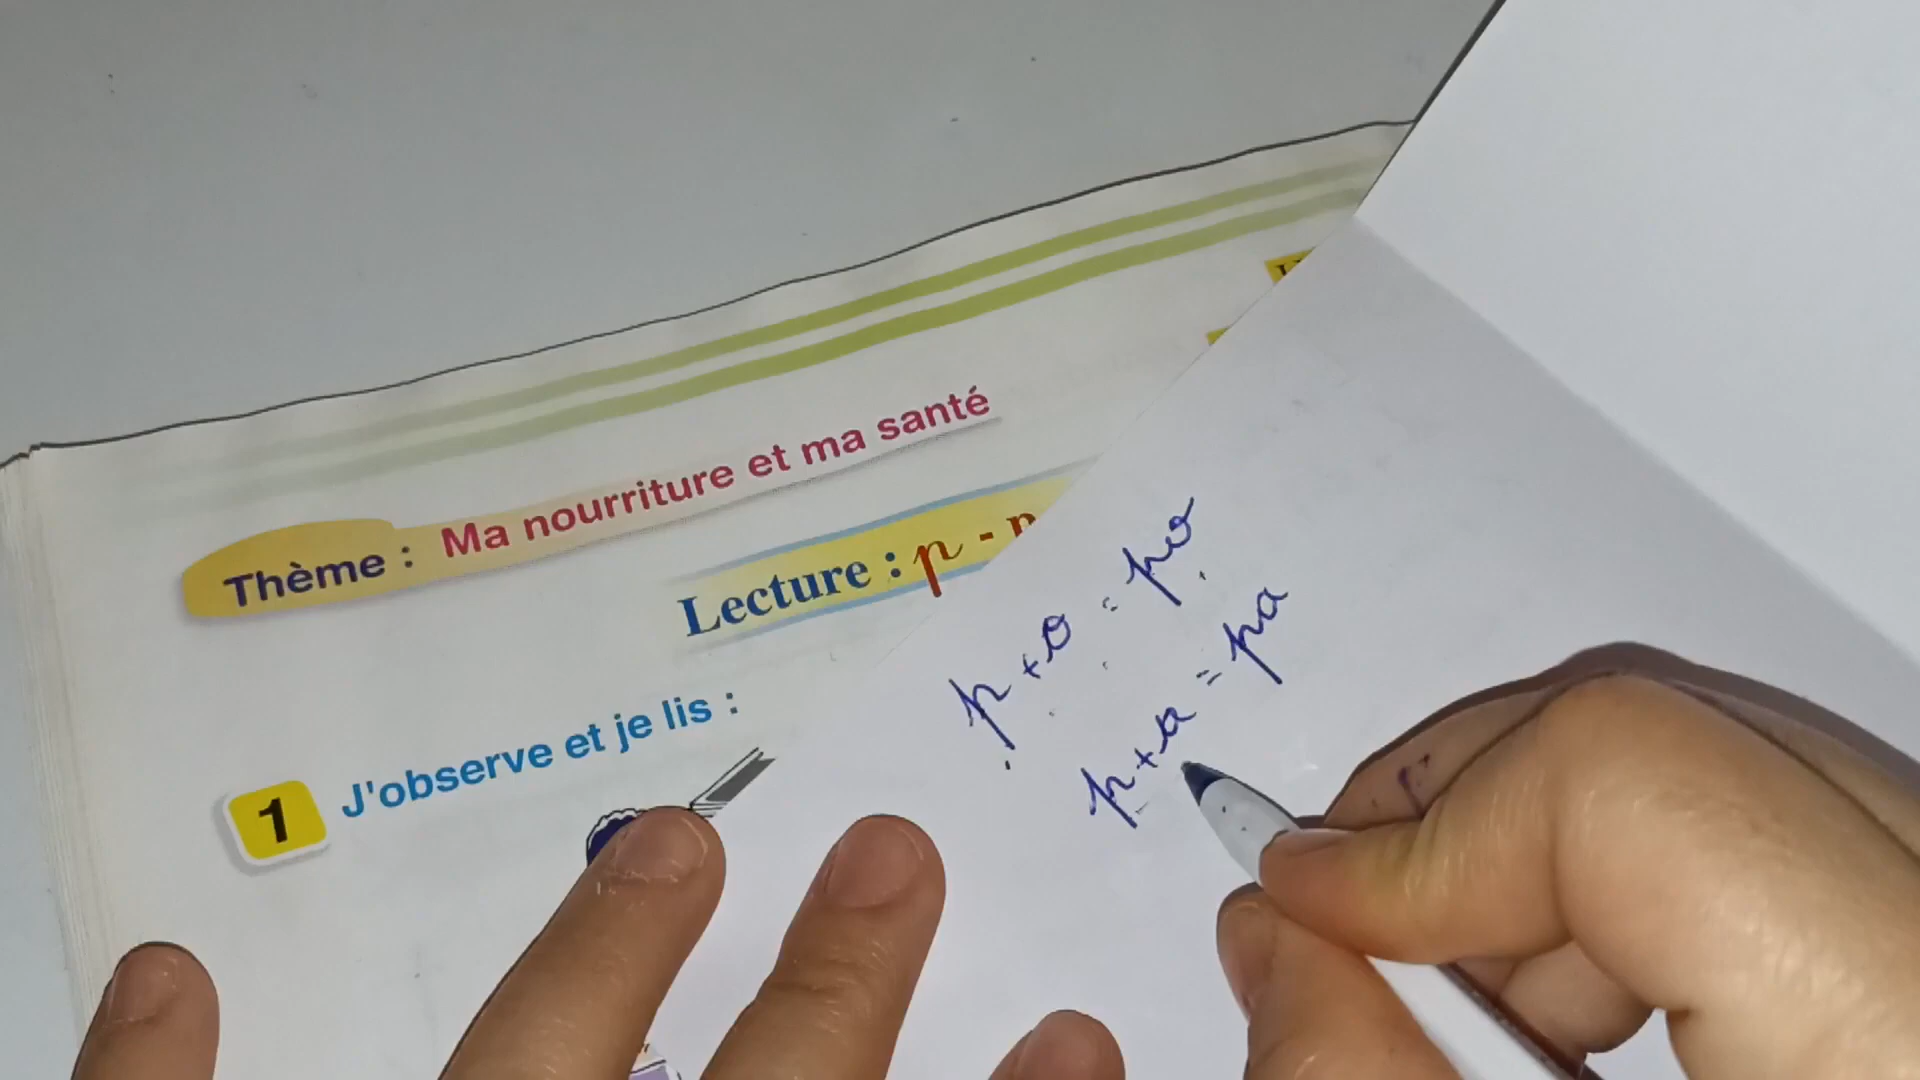 Thème : Ma nourriture et ma santé
Lecture : p - p
1 J'observe et je lis :
p + o = po
p + a = pa